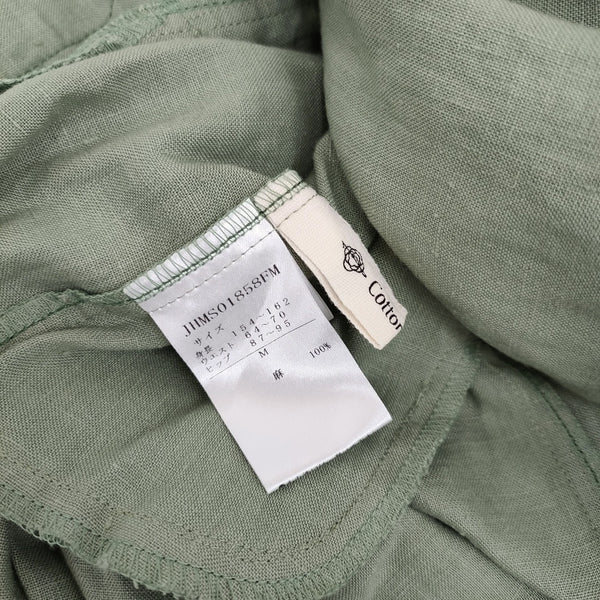 JHMS01858FM
サイズ
身長 154～162
ウエスト 64～70
ヒップ 87～95
M
麻 100%
Cotton